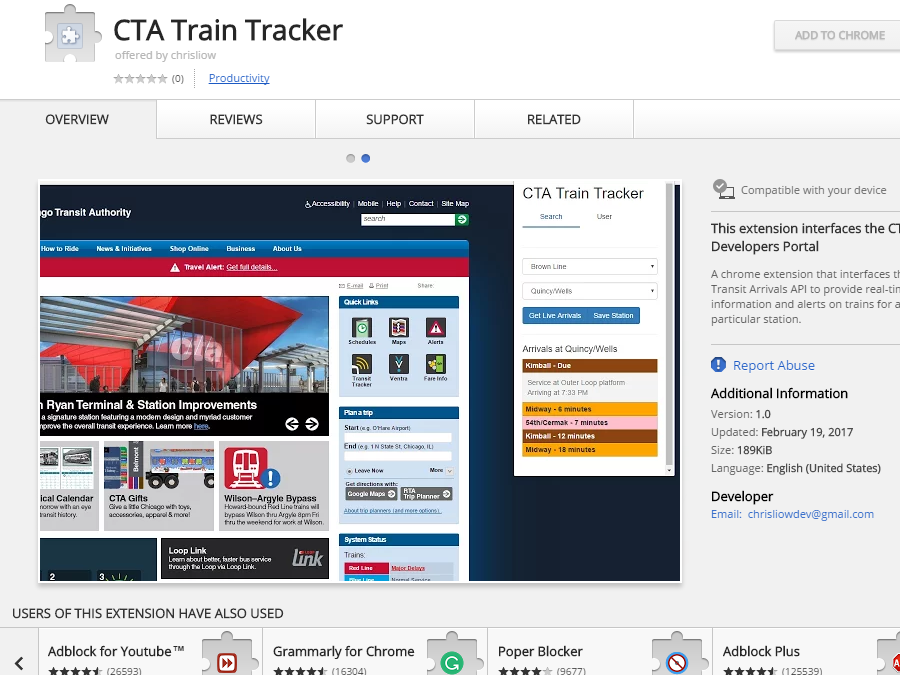 CTA Train Tracker
offered by chrisliow
(0)
Productivity
ADD TO CHROME
OVERVIEW
REVIEWS
SUPPORT
RELATED
go Transit Authority
Accessibility | Mobile | Help | Contact | Site Map
search
How to Ride
News & Initiatives
Shop Online
Business
About Us
Travel Alert: Get full details...
E-mail
Print
Share:
Quick Links
Schedules
Maps
Alerts
Transit
Tracker
Ventra
Fare Info
cta
n Ryan Terminal & Station Improvements
a signature station featuring a modern design and myriad customer
mprove the overall transit experience. Learn more here.
Plan a trip
Start (e.g. O'Hare Airport)
End (e.g. 1 N State St, Chicago, IL)
Leave Now
More
Get directions with:
Google Maps
RTA
Trip Planner
About trip planners (and more options).
ical Calendar
norrow with an eye
ransit history.
Belmont
CTA Gifts
Give a little Chicago with toys,
accessories, apparel & more!
Wilson–Argyle Bypass
Howard-bound Red Line trains will
bypass Wilson thru Argyle 8pm Fri
thru the weekend for work at Wilson.
2
3
Loop Link
Learn about better, faster bus service
through the Loop via Loop Link.
link
System Status
Trains:
Red Line
Major Delays
Blue Line
Normal Service
CTA Train Tracker
Search
User
Brown Line
Quincy/Wells
Get Live Arrivals
Save Station
Arrivals at Quincy/Wells
Kimball - Due
Service at Outer Loop platform
Arriving at 7:33 PM
Midway - 6 minutes
54th/Cermak - 7 minutes
Kimball - 12 minutes
Midway - 18 minutes
Compatible with your device
This extension interfaces the CT
Developers Portal
A chrome extension that interfaces th
Transit Arrivals API to provide real-tim
information and alerts on trains for a
particular station.
Report Abuse
Additional Information
Version: 1.0
Updated: February 19, 2017
Size: 189KiB
Language: English (United States)
Developer
Email: chrisliowdev@gmail.com
USERS OF THIS EXTENSION HAVE ALSO USED
Adblock for Youtube™
(26593)
Grammarly for Chrome
(16304)
G
Poper Blocker
(9677)
Adblock Plus
(125539)